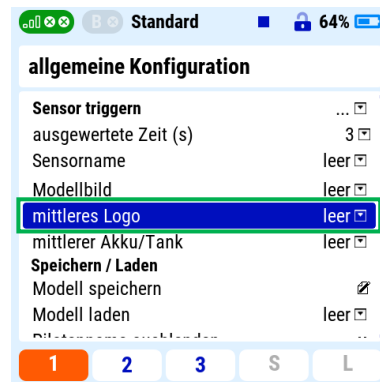 B Standard 64%
allgemeine Konfiguration
Sensor triggern ...
ausgewertete Zeit (s) 3
Sensorname leer
Modellbild leer
mittleres Logo leer
mittlerer Akku/Tank leer
Speichern / Laden
Modell speichern
Modell laden leer
1 2 3 S L